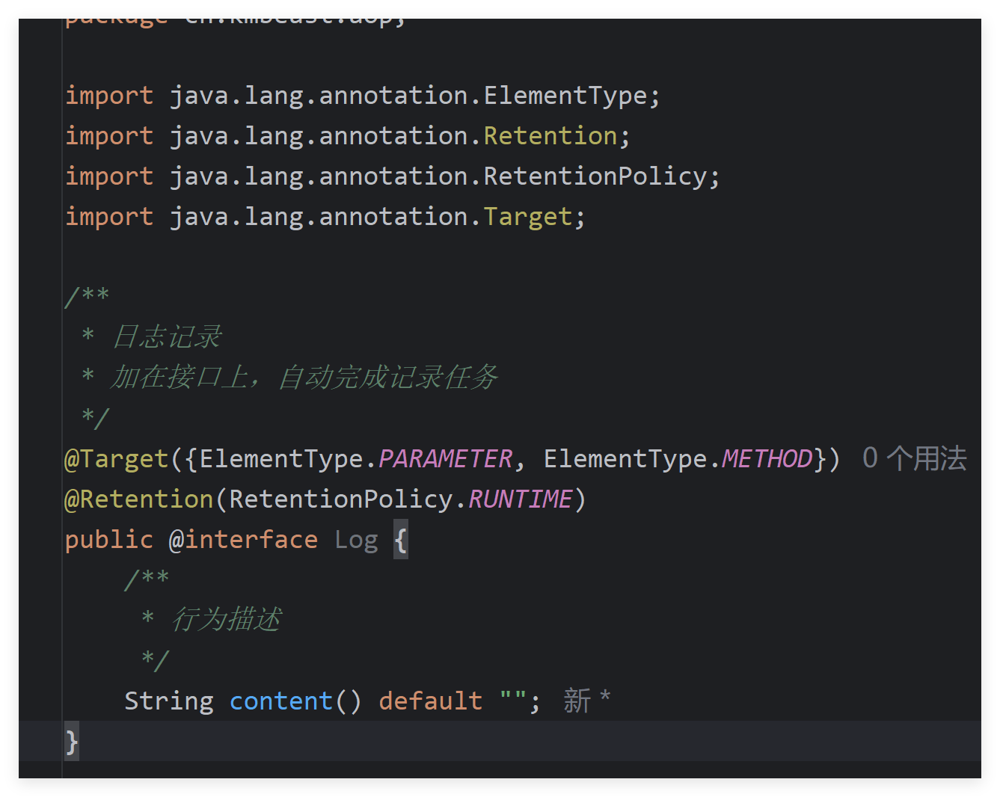 package cn.kmbeast.aop;
import java.lang.annotation.ElementType;
import java.lang.annotation.Retention;
import java.lang.annotation.RetentionPolicy;
import java.lang.annotation.Target;
/**
* 日志记录
* 加在接口上，自动完成记录任务
*/
@Target({ElementType.PARAMETER, ElementType.METHOD}) 0 个用法
@Retention(RetentionPolicy.RUNTIME)
public @interface Log {
/**
* 行为描述
*/
String content() default ""; 新 *
}